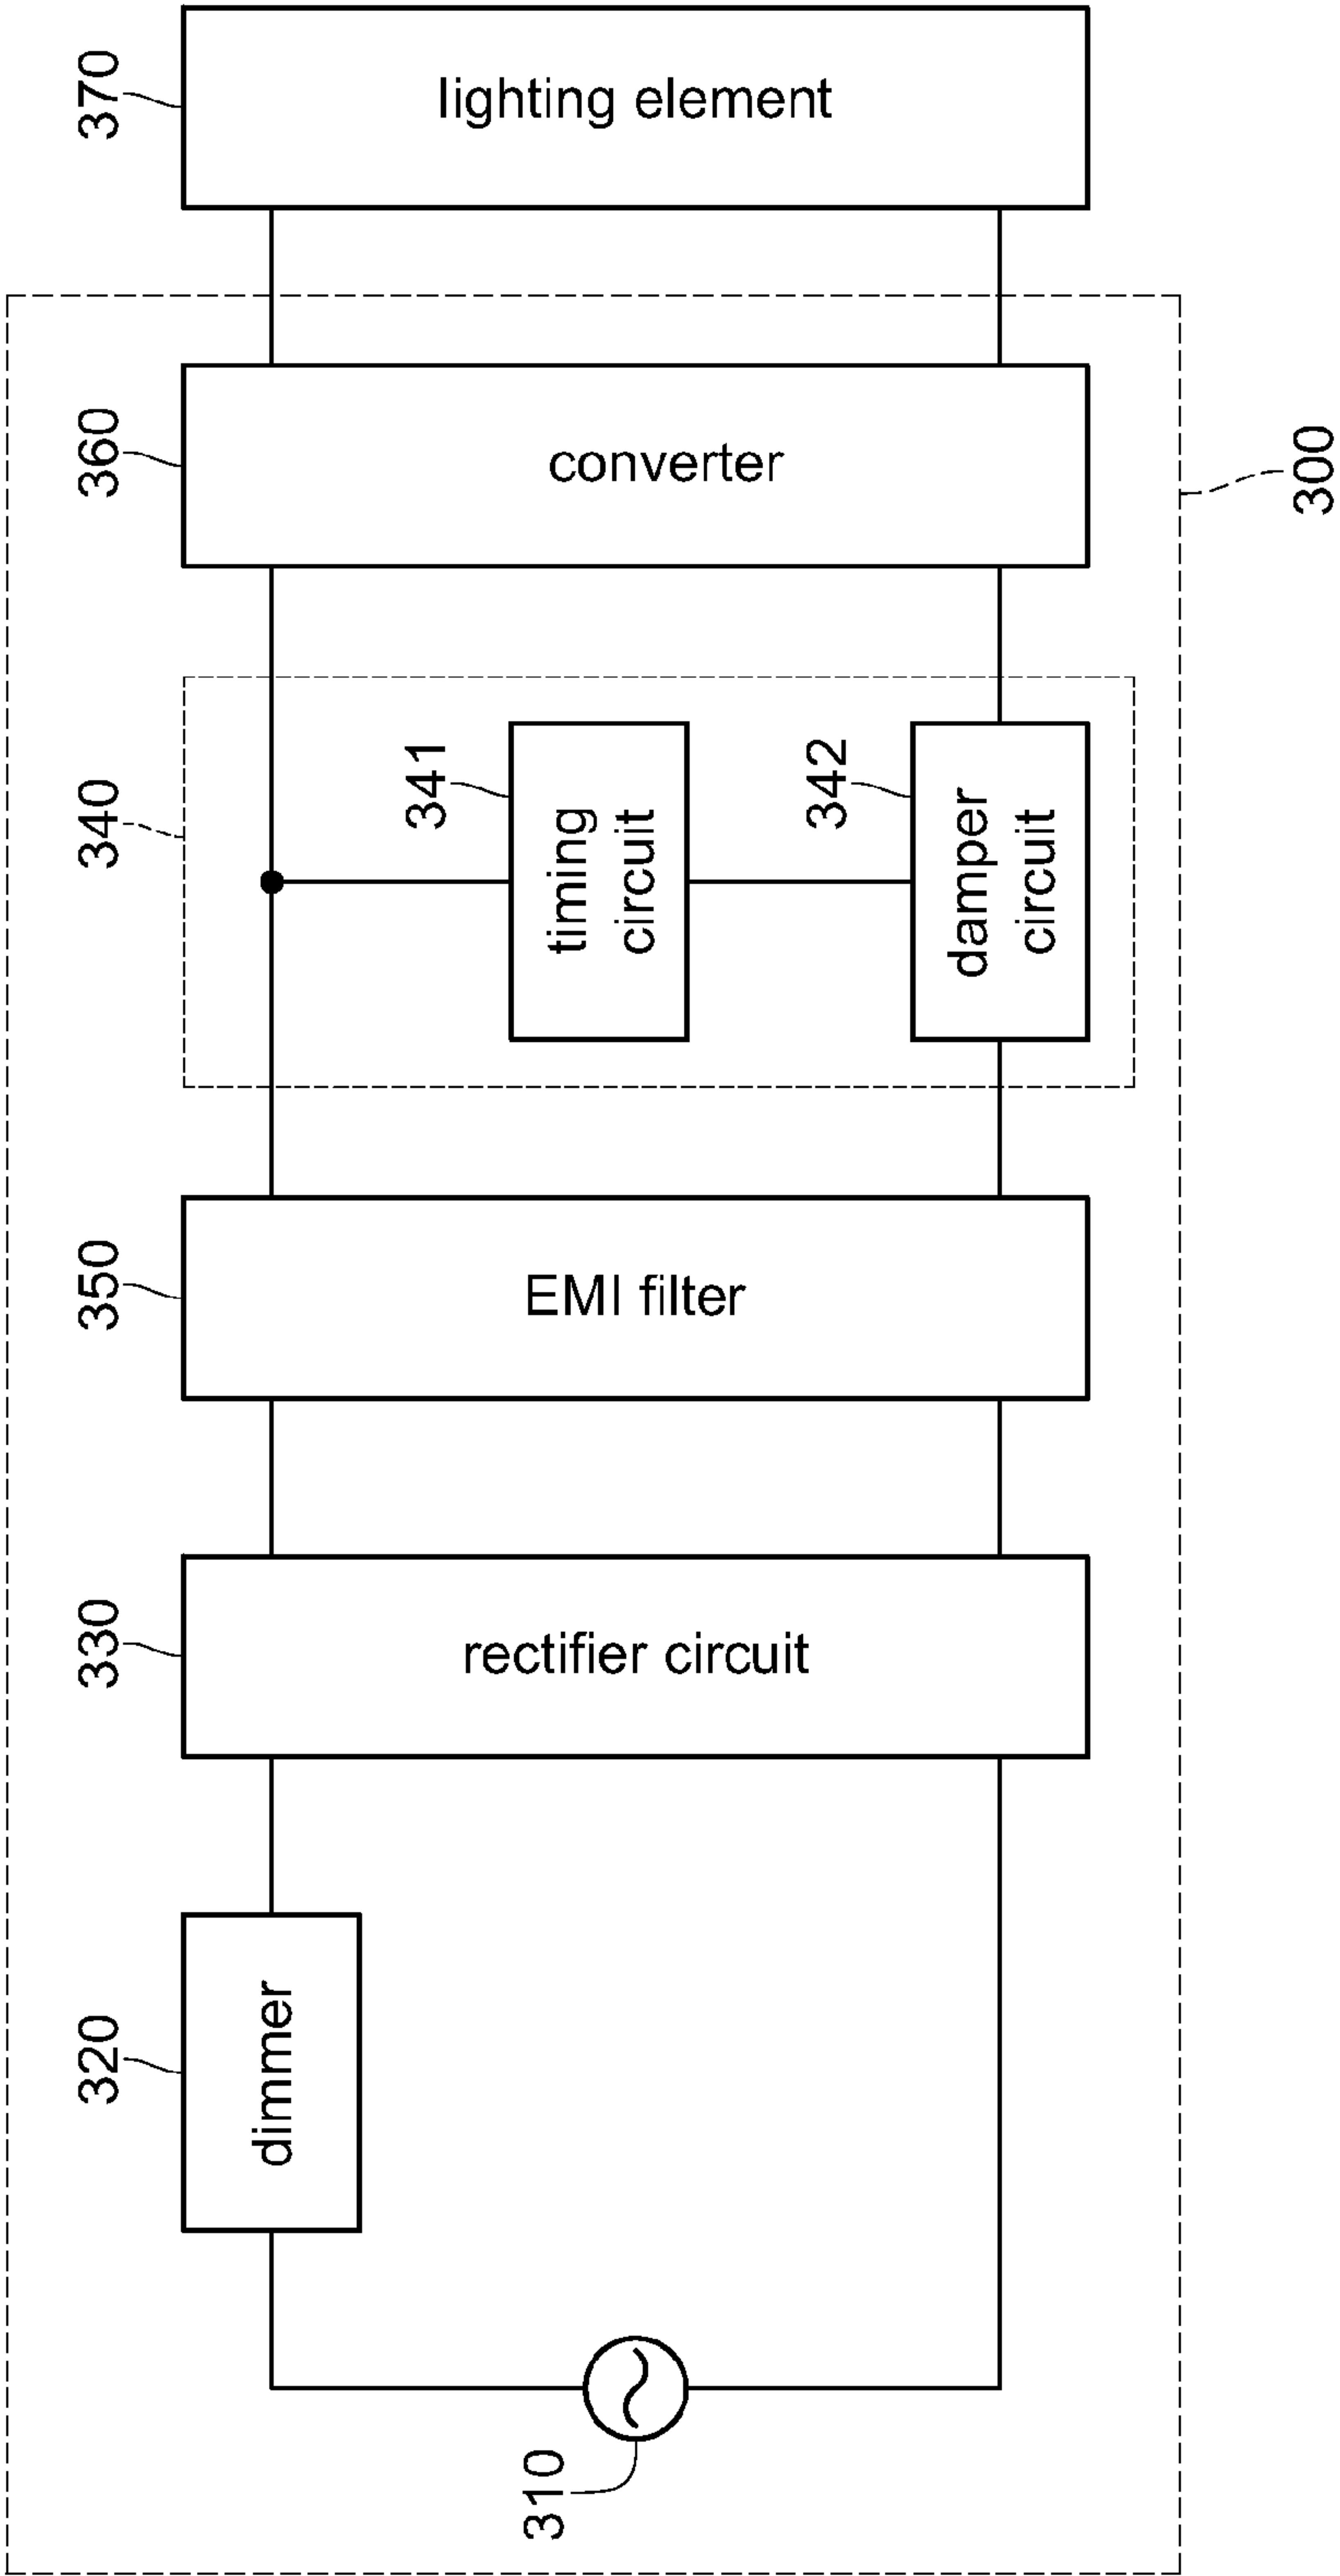 370
lighting element
360
converter
300
340
341
timing
circuit
342
damper
circuit
350
EMI filter
330
rectifier circuit
320
dimmer
310